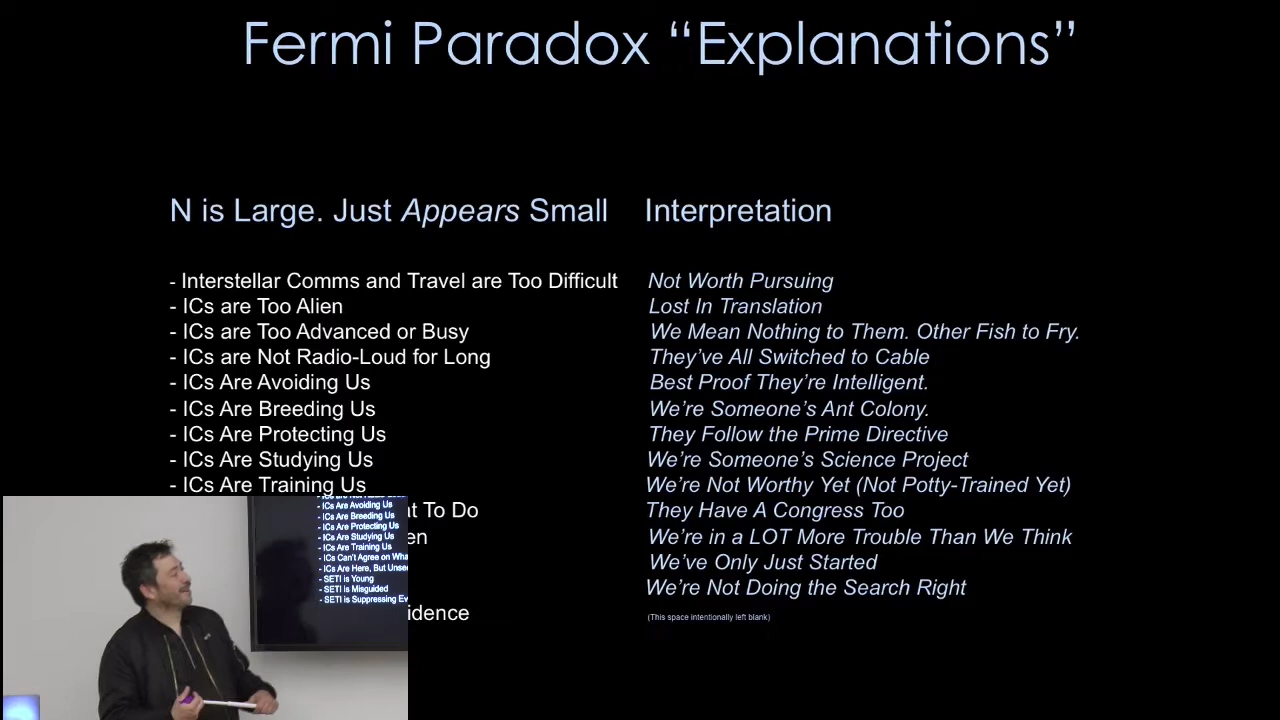 Fermi Paradox “Explanations”
N is Large. Just Appears Small Interpretation
- Interstellar Comms and Travel are Too Difficult Not Worth Pursuing
- ICs are Too Alien Lost In Translation
- ICs are Too Advanced or Busy We Mean Nothing to Them. Other Fish to Fry.
- ICs are Not Radio-Loud for Long They’ve All Switched to Cable
- ICs Are Avoiding Us Best Proof They’re Intelligent.
- ICs Are Breeding Us We’re Someone’s Ant Colony.
- ICs Are Protecting Us They Follow the Prime Directive
- ICs Are Studying Us We’re Someone’s Science Project
- ICs Are Training Us We’re Not Worthy Yet (Not Potty-Trained Yet)
t To Do They Have A Congress Too
en We’re in a LOT More Trouble Than We Think
We’ve Only Just Started
We’re Not Doing the Search Right
idence (This space intentionally left blank)
- ICs Are Avoiding Us
- ICs Are Breeding Us
- ICs Are Protecting Us
- ICs Are Studying Us
- ICs Are Training Us
- ICs Can’t Agree on Wha
- ICs Are Here, But Unse
- SETI is Young
- SETI is Misguided
- SETI is Suppressing Ev